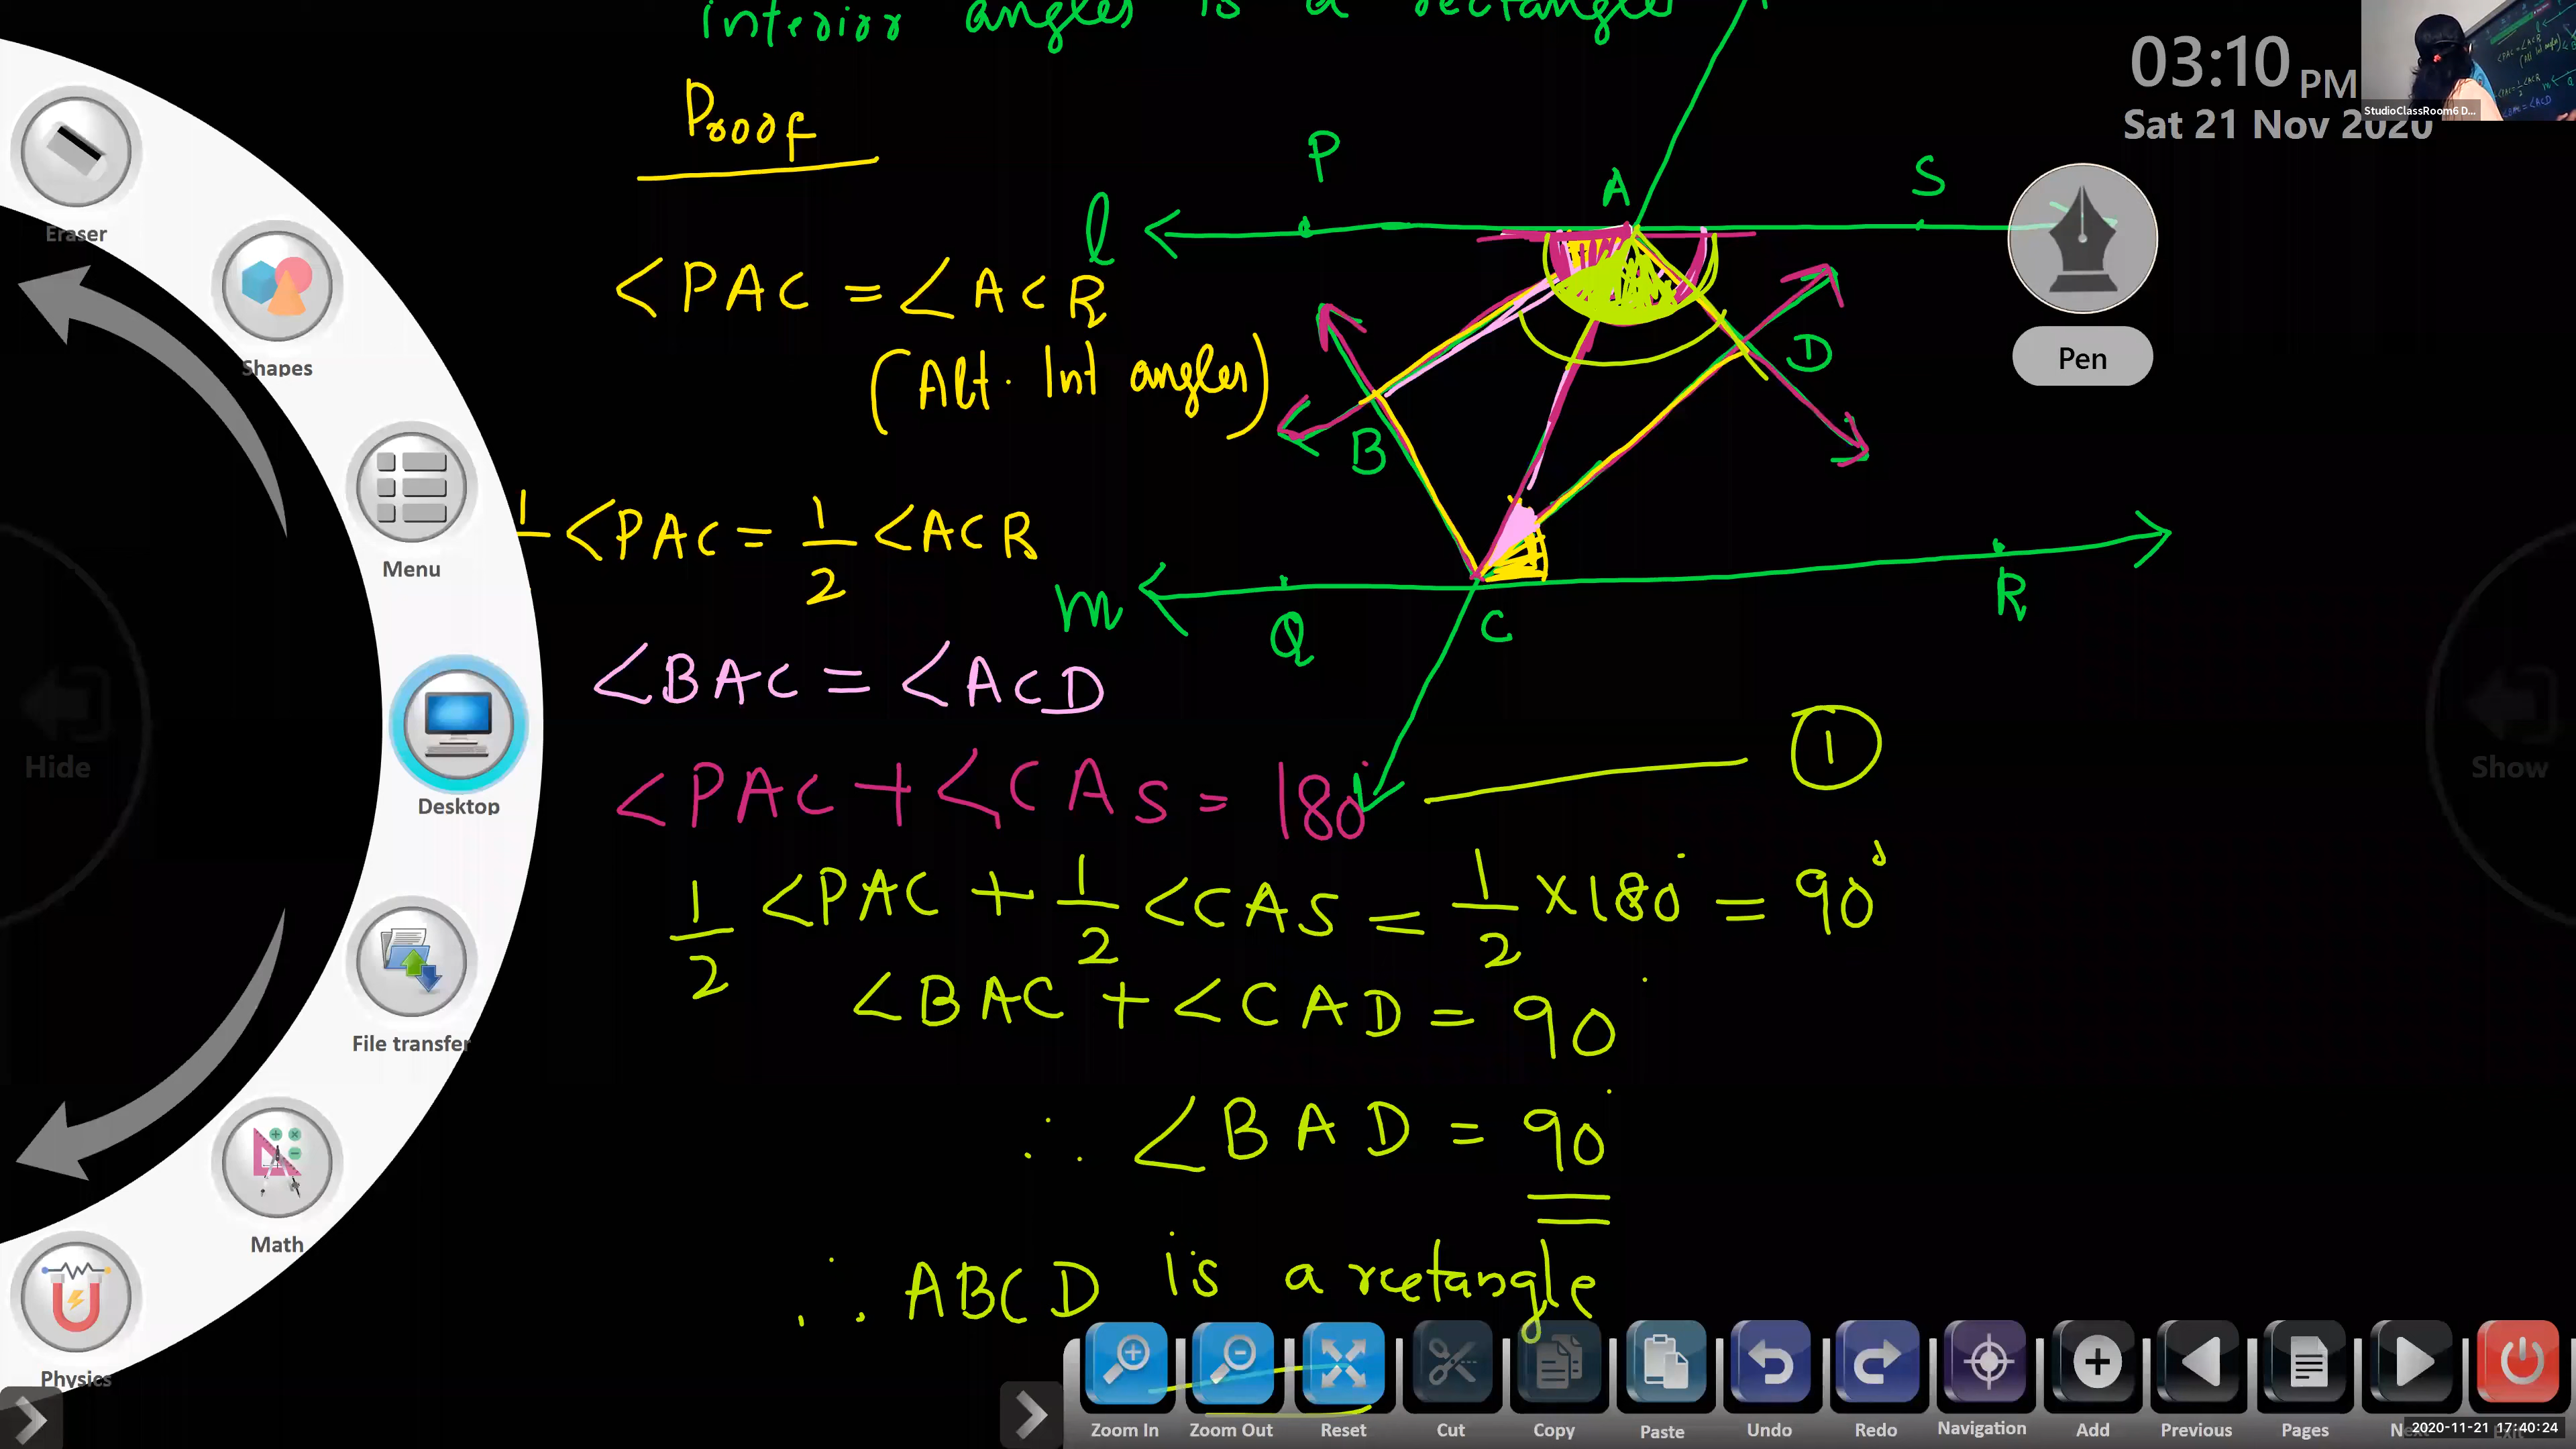 interior angles is a rectangle
03:10 PM
Sat 21 Nov 2020
StudioClassRoom6 D...
Proof
P
A
S
l
<PAC = <ACR
(Alt. Int angles)
B
D
Pen
1/2 <PAC = 1/2 <ACR
m
Q
C
R
<BAC = <ACD
<PAC + <CAS = 180° 1
1/2 <PAC + 1/2 <CAS = 1/2 × 180° = 90°
<BAC + <CAD = 90°
∴ <BAD = 90°
∴ ABCD is a rectangle
Eraser
Shapes
Menu
Hide
Desktop
File transfer
Math
Physics
Show
Zoom In
Zoom Out
Reset
Cut
Copy
Paste
Undo
Redo
Navigation
Add
Previous
Pages
2020-11-21 17:40:24